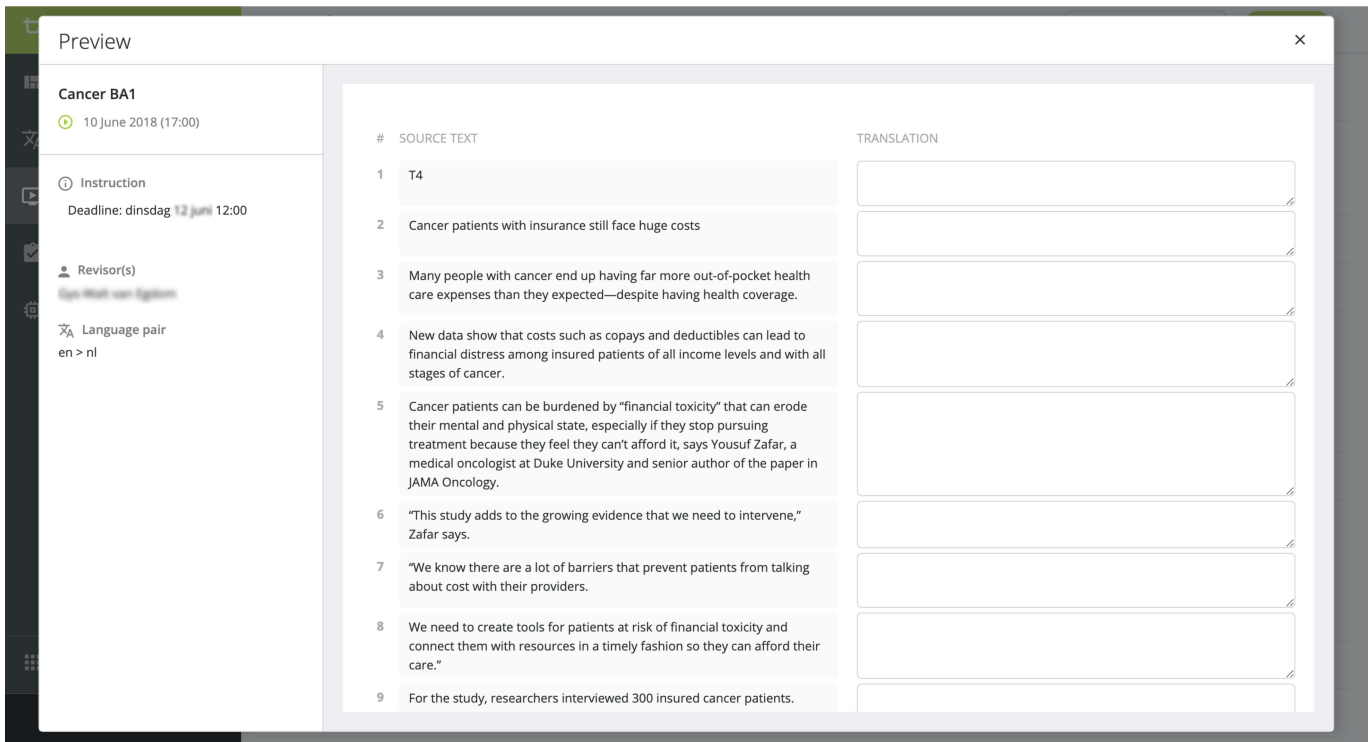 Preview
Cancer BA1
10 June 2018 (17:00)
Instruction
Deadline: dinsdag 12 juni 12:00
Revisor(s)
Language pair
en > nl
# SOURCE TEXT TRANSLATION
1 T4
2 Cancer patients with insurance still face huge costs
3 Many people with cancer end up having far more out-of-pocket health
care expenses than they expected—despite having health coverage.
4 New data show that costs such as copays and deductibles can lead to
financial distress among insured patients of all income levels and with all
stages of cancer.
5 Cancer patients can be burdened by “financial toxicity” that can erode
their mental and physical state, especially if they stop pursuing
treatment because they feel they can’t afford it, says Yousuf Zafar, a
medical oncologist at Duke University and senior author of the paper in
JAMA Oncology.
6 “This study adds to the growing evidence that we need to intervene,”
Zafar says.
7 “We know there are a lot of barriers that prevent patients from talking
about cost with their providers.
8 We need to create tools for patients at risk of financial toxicity and
connect them with resources in a timely fashion so they can afford their
care.”
9 For the study, researchers interviewed 300 insured cancer patients.